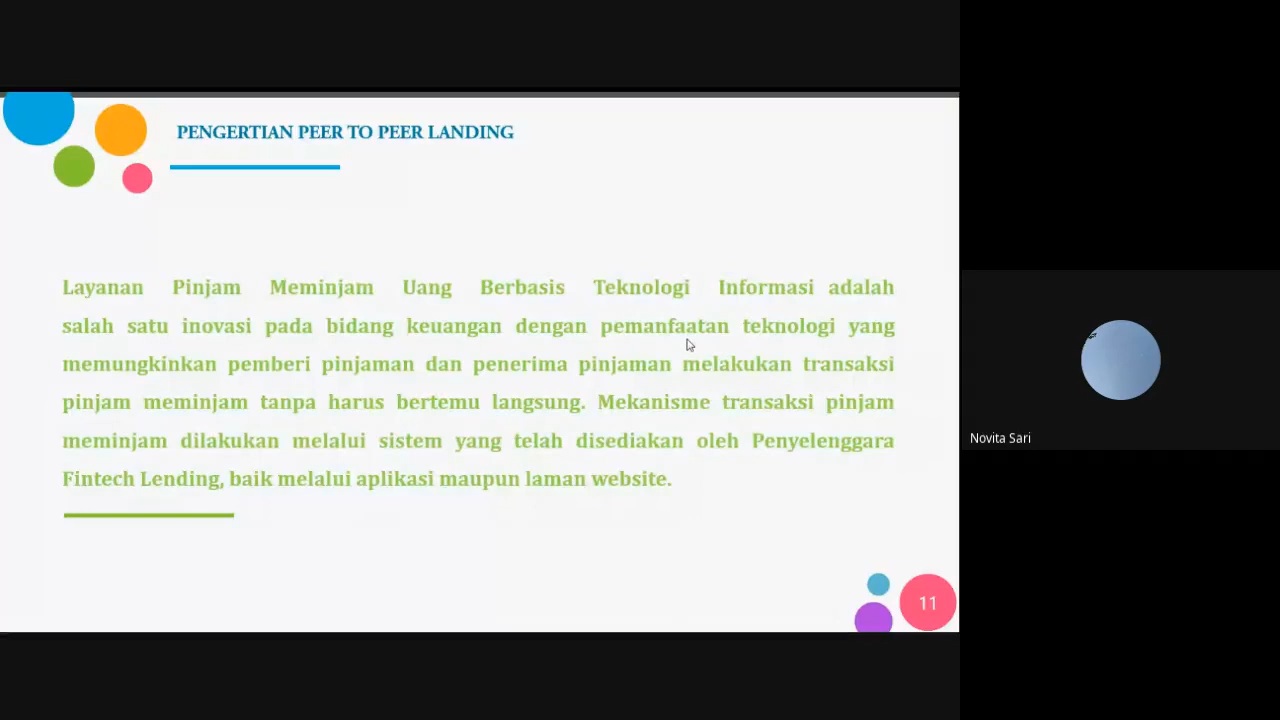 PENGERTIAN PEER TO PEER LANDING
Layanan Pinjam Meminjam Uang Berbasis Teknologi Informasi adalah
salah satu inovasi pada bidang keuangan dengan pemanfaatan teknologi yang
memungkinkan pemberi pinjaman dan penerima pinjaman melakukan transaksi
pinjam meminjam tanpa harus bertemu langsung. Mekanisme transaksi pinjam
meminjam dilakukan melalui sistem yang telah disediakan oleh Penyelenggara
Fintech Lending, baik melalui aplikasi maupun laman website.
11
Novita Sari